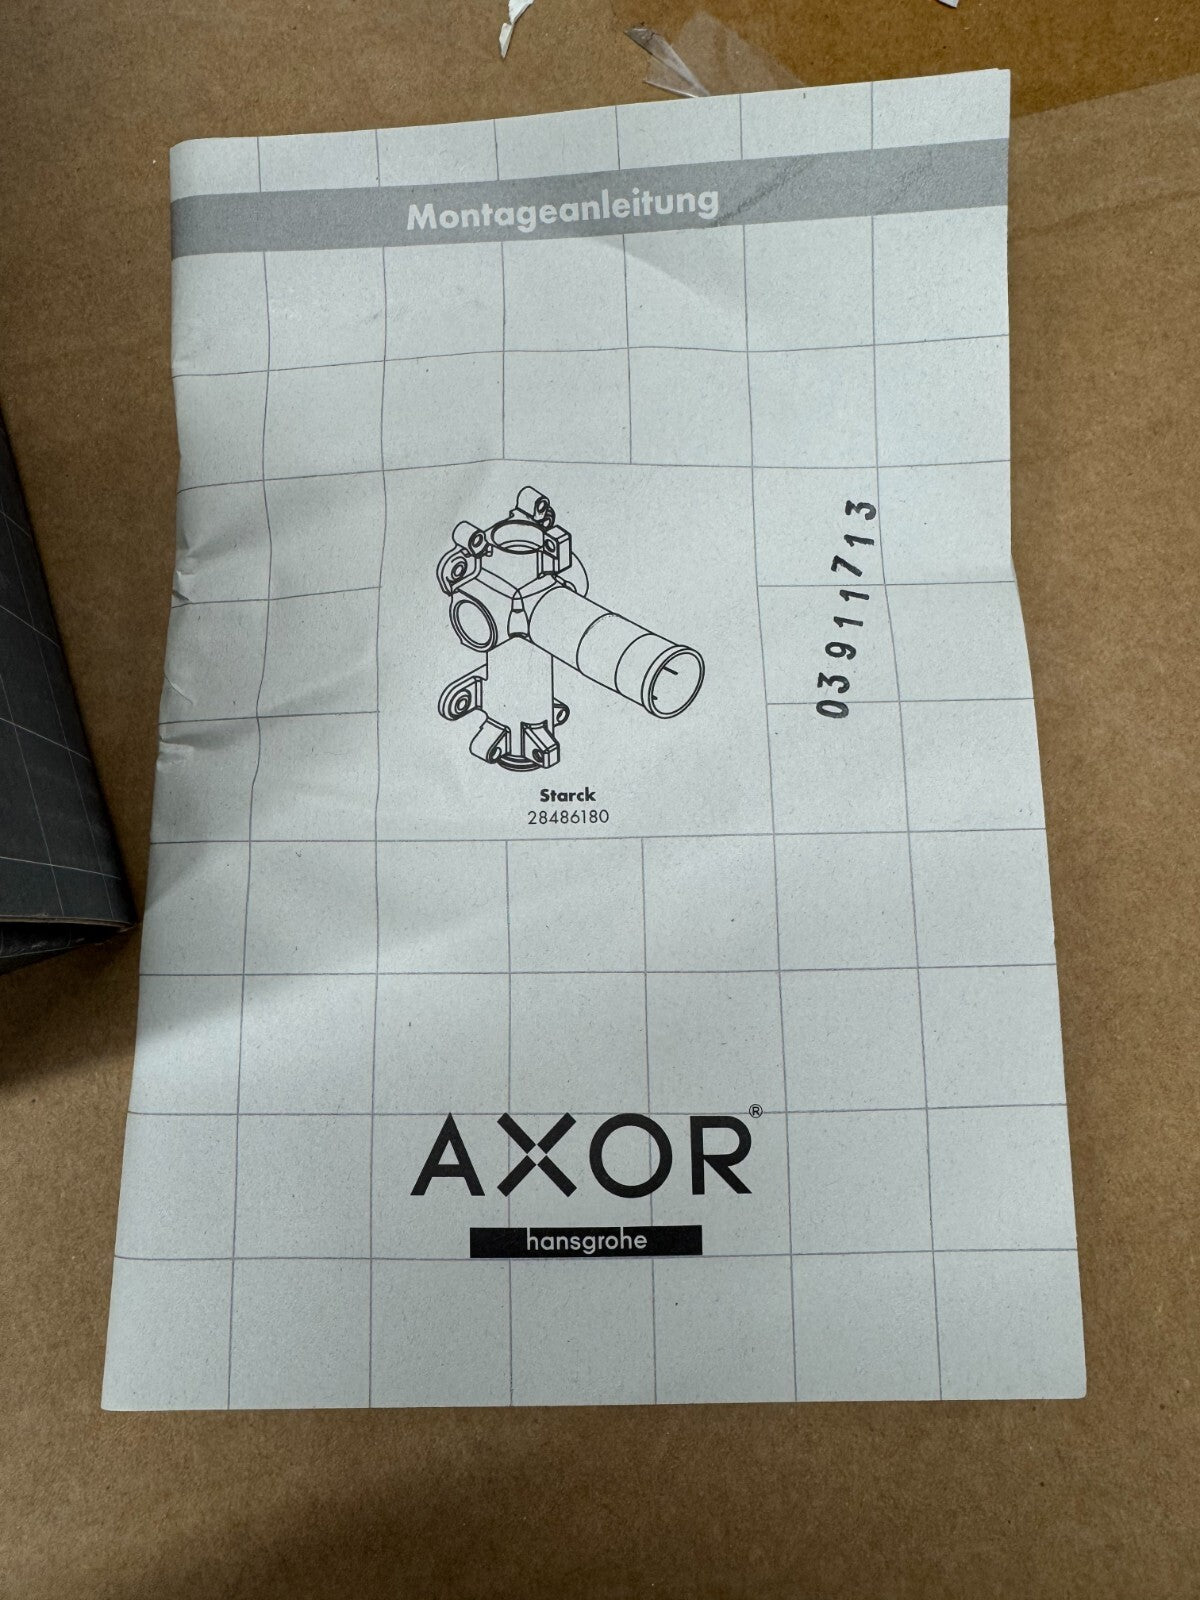 Montageanleitung
03911713
Starck
28486180
AXOR®
hansgrohe